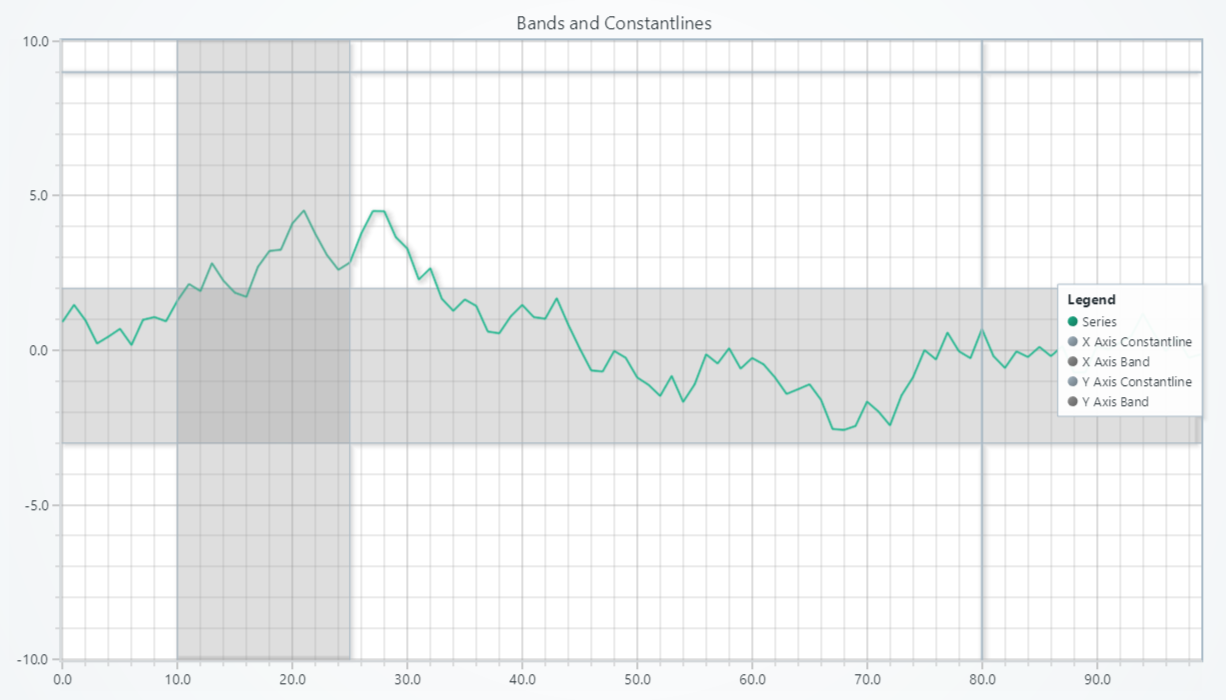 Bands and Constantlines
10.0
5.0
0.0
-5.0
-10.0
Legend
Series
X Axis Constantline
X Axis Band
Y Axis Constantline
Y Axis Band
0.0 10.0 20.0 30.0 40.0 50.0 60.0 70.0 80.0 90.0